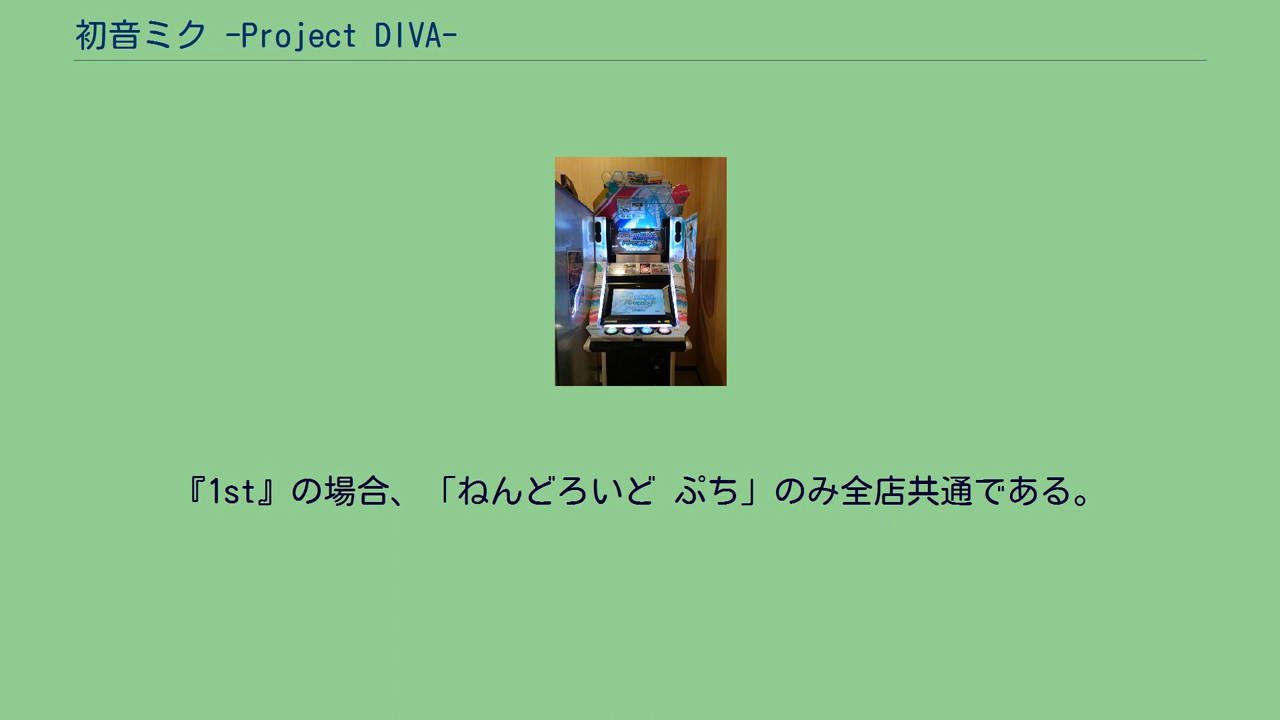 初音ミク -Project DIVA-
『1st』の場合、「ねんどろいど ぷち」のみ全店共通である。